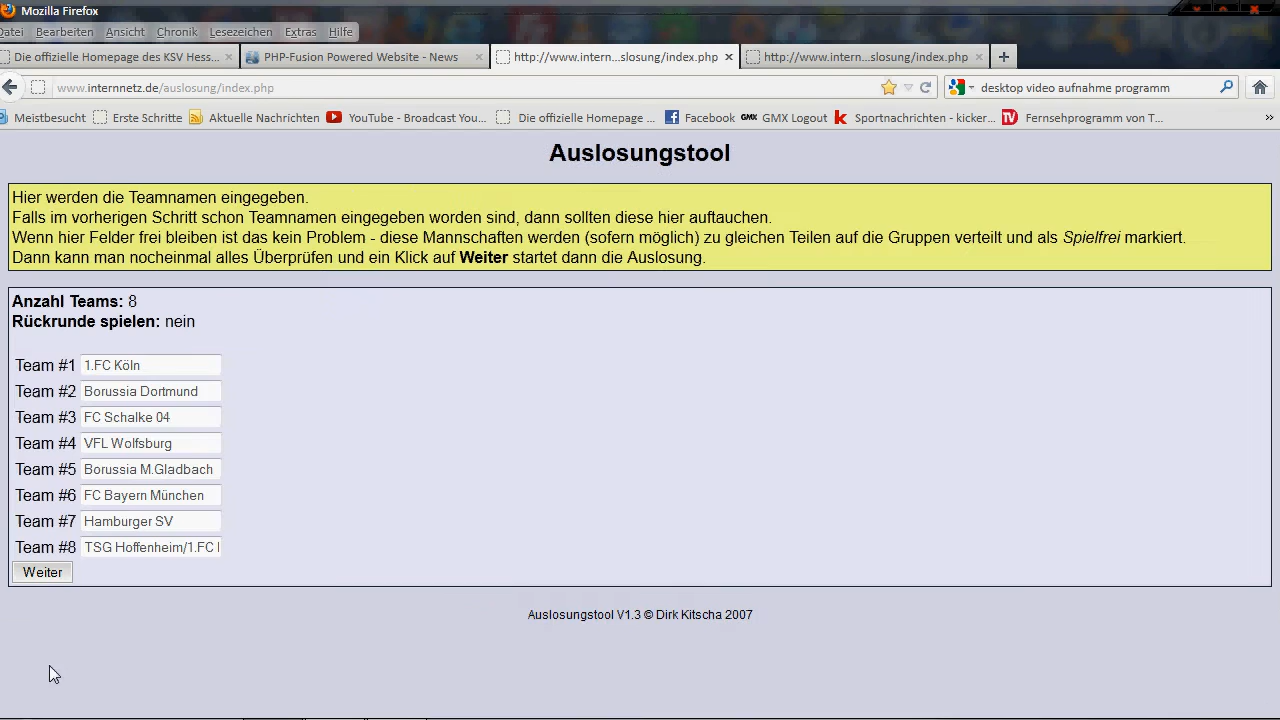 Mozilla Firefox
Datei Bearbeiten Ansicht Chronik Lesezeichen Extras Hilfe
Die offizielle Homepage des KSV Hess... PHP-Fusion Powered Website - News http://www.intern...slosung/index.php http://www.intern...slosung/index.php
www.internnetz.de/auslosung/index.php desktop video aufnahme programm
Meistbesucht Erste Schritte Aktuelle Nachrichten YouTube - Broadcast You... Die offizielle Homepage ... Facebook GMX GMX Logout k Sportnachrichten - kicker... TV Fernsehprogramm von T... »
Auslosungstool
Hier werden die Teamnamen eingegeben.
Falls im vorherigen Schritt schon Teamnamen eingegeben worden sind, dann sollten diese hier auftauchen.
Wenn hier Felder frei bleiben ist das kein Problem - diese Mannschaften werden (sofern möglich) zu gleichen Teilen auf die Gruppen verteilt und als Spielfrei markiert.
Dann kann man nocheinmal alles Überprüfen und ein Klick auf Weiter startet dann die Auslosung.
Anzahl Teams: 8
Rückrunde spielen: nein
Team #1 1.FC Köln
Team #2 Borussia Dortmund
Team #3 FC Schalke 04
Team #4 VFL Wolfsburg
Team #5 Borussia M.Gladbach
Team #6 FC Bayern München
Team #7 Hamburger SV
Team #8 TSG Hoffenheim/1.FC
Weiter
Auslosungstool V1.3 © Dirk Kitscha 2007